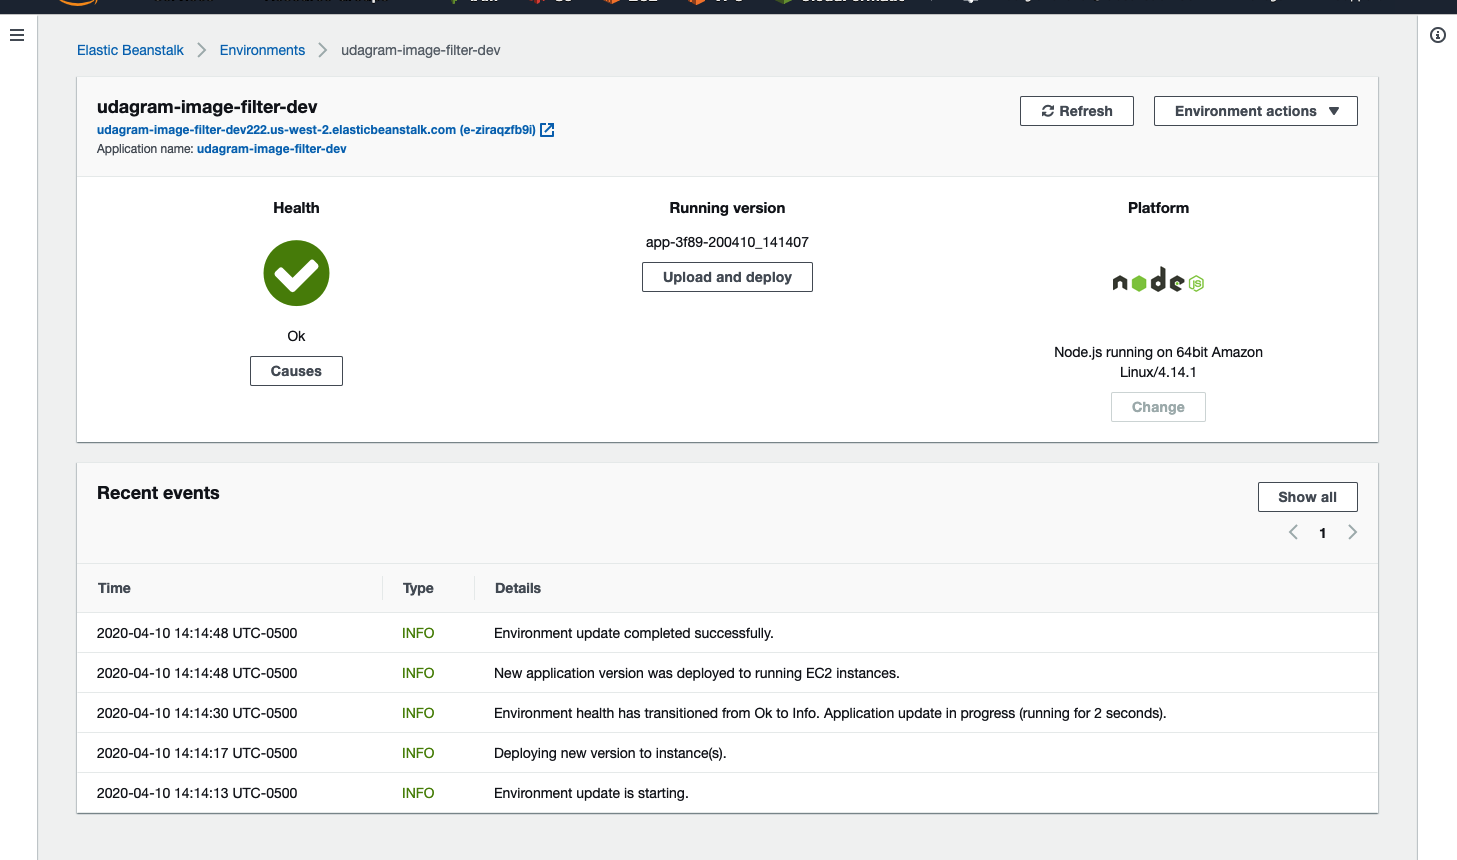 Elastic Beanstalk > Environments > udagram-image-filter-dev
udagram-image-filter-dev
udagram-image-filter-dev222.us-west-2.elasticbeanstalk.com (e-ziraqzfb9i)
Application name: udagram-image-filter-dev
Refresh
Environment actions
Health
Ok
Causes
Running version
app-3f89-200410_141407
Upload and deploy
Platform
node js
Node.js running on 64bit Amazon
Linux/4.14.1
Change
Recent events
Show all
1
Time Type Details
2020-04-10 14:14:48 UTC-0500 INFO Environment update completed successfully.
2020-04-10 14:14:48 UTC-0500 INFO New application version was deployed to running EC2 instances.
2020-04-10 14:14:30 UTC-0500 INFO Environment health has transitioned from Ok to Info. Application update in progress (running for 2 seconds).
2020-04-10 14:14:17 UTC-0500 INFO Deploying new version to instance(s).
2020-04-10 14:14:13 UTC-0500 INFO Environment update is starting.